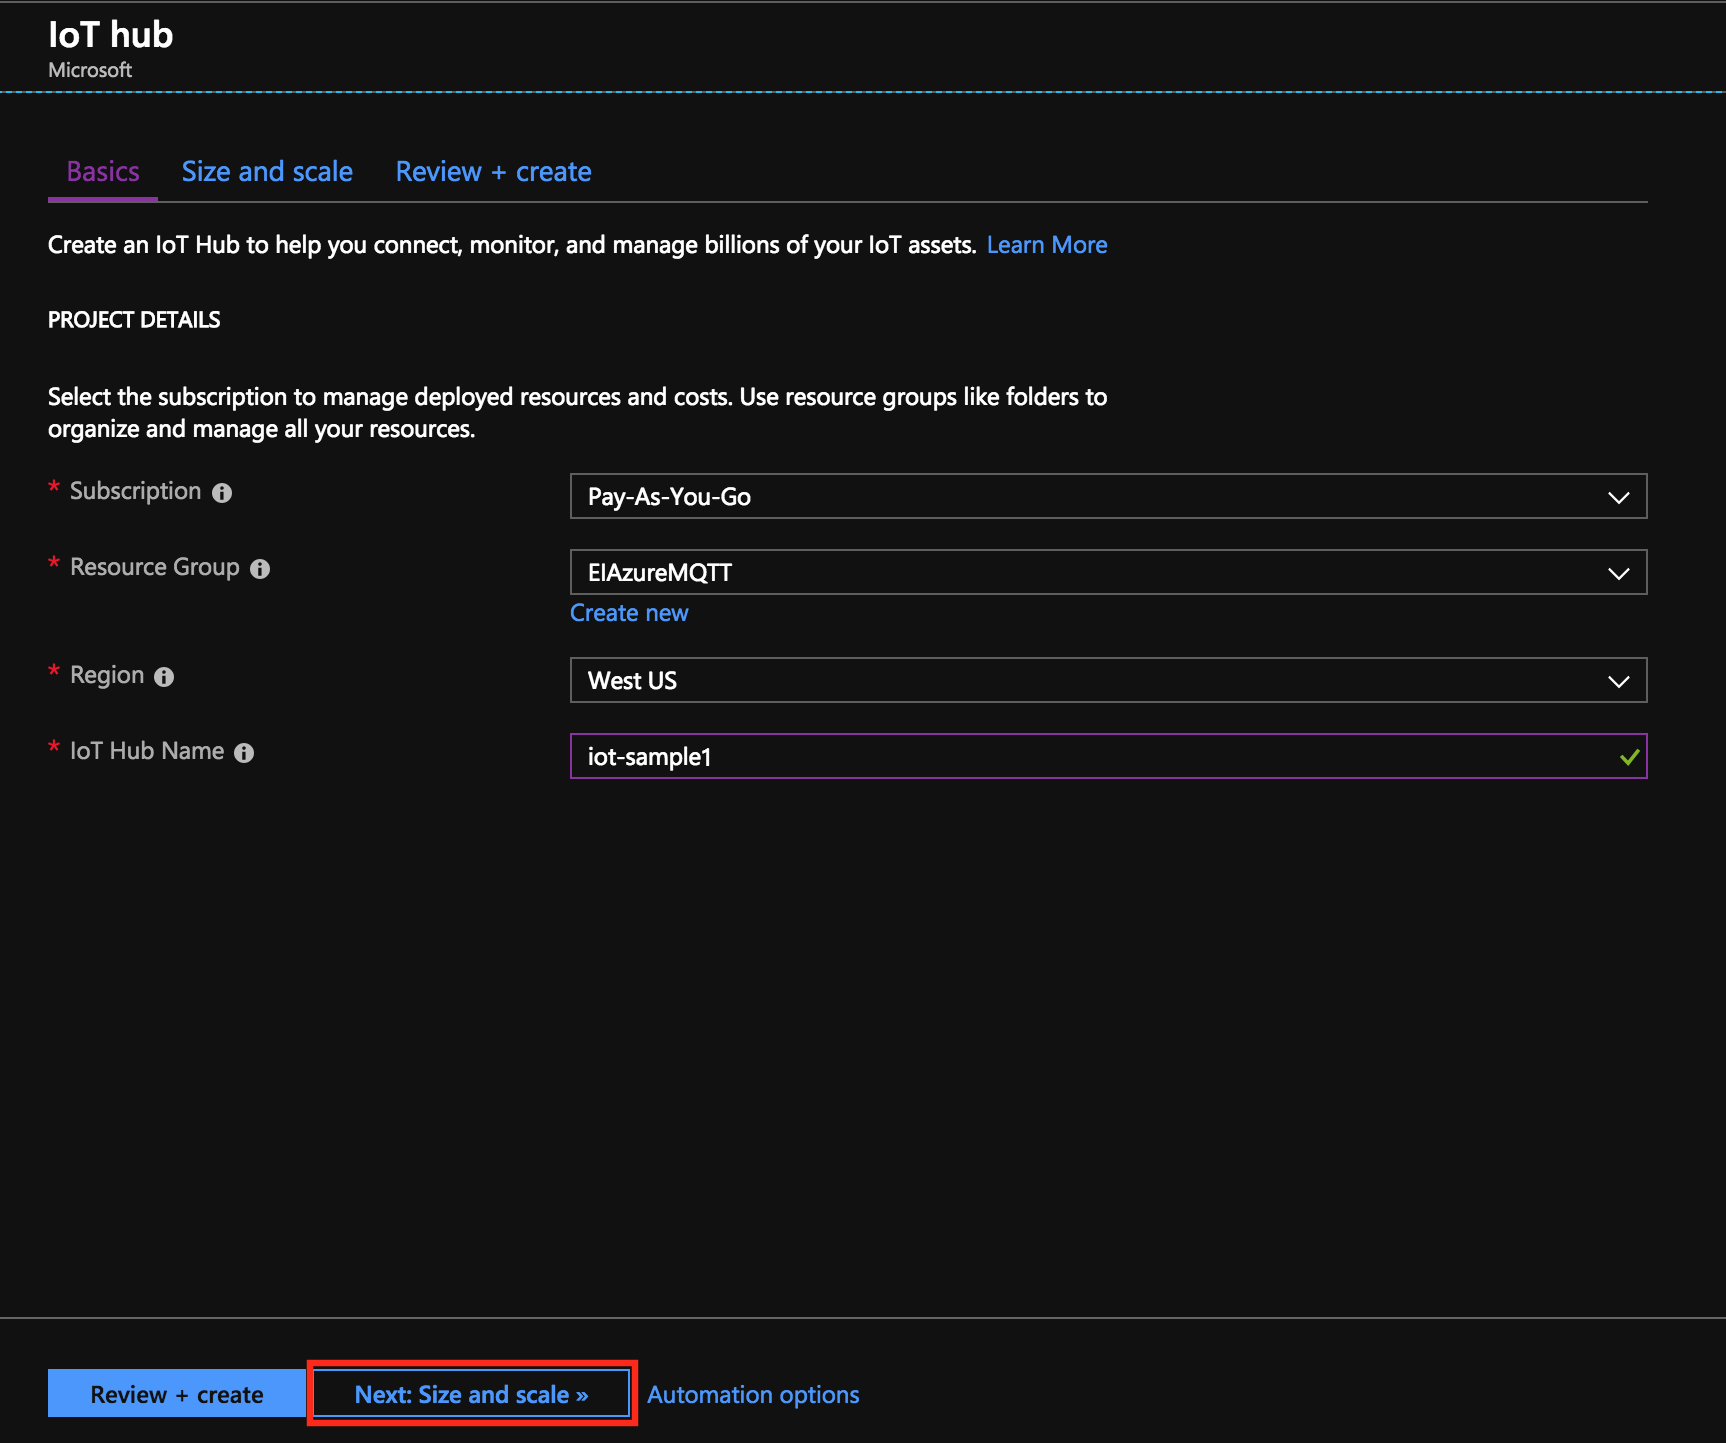 IoT hub
Microsoft
Basics Size and scale Review + create
Create an IoT Hub to help you connect, monitor, and manage billions of your IoT assets. Learn More
PROJECT DETAILS
Select the subscription to manage deployed resources and costs. Use resource groups like folders to
organize and manage all your resources.
* Subscription Pay-As-You-Go
* Resource Group EIAzureMQTT
Create new
* Region West US
* IoT Hub Name iot-sample1
Review + create Next: Size and scale » Automation options